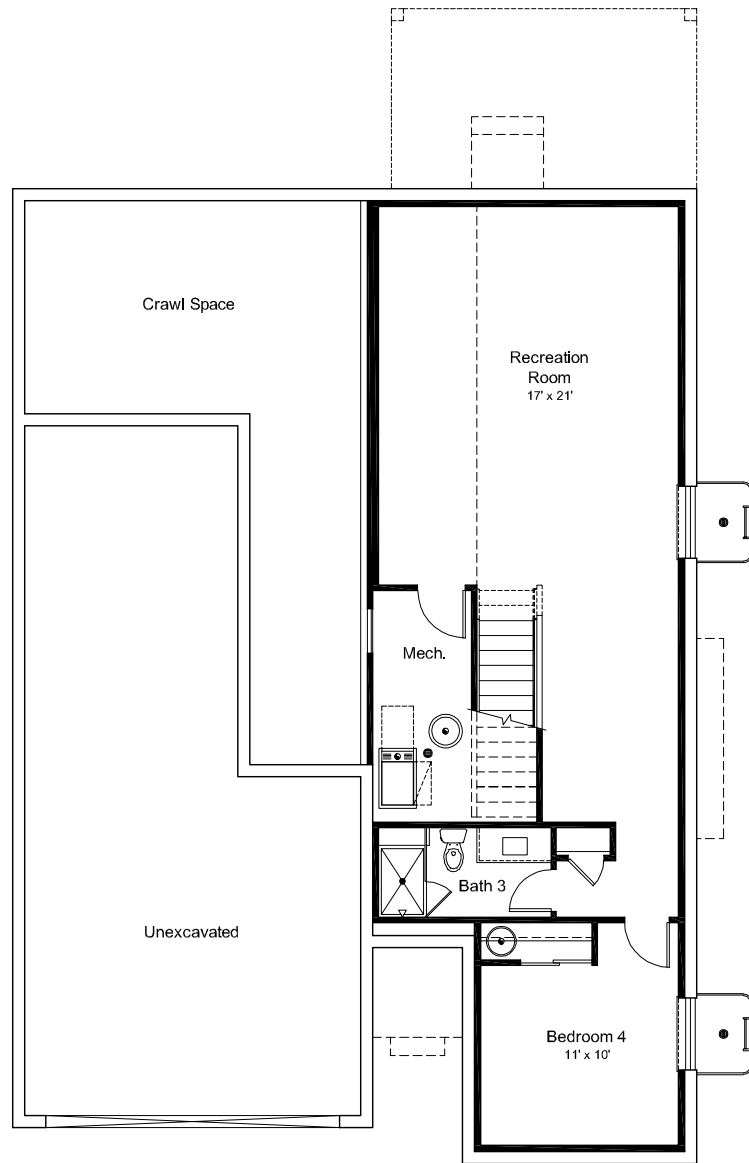 Crawl Space
Recreation
Room
17' x 21'
Mech.
Bath 3
Unexcavated
Bedroom 4
11' x 10'